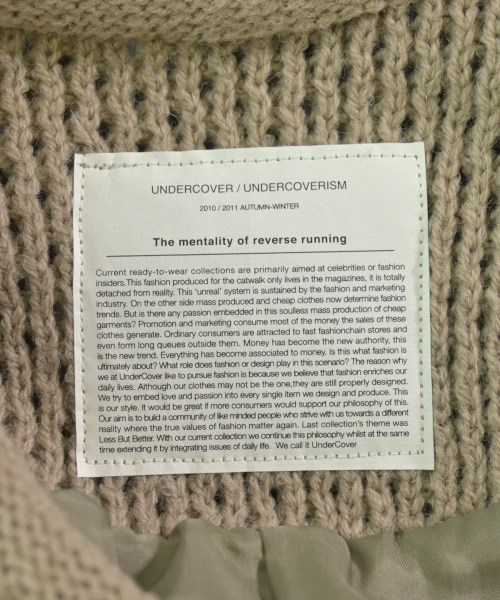 UNDERCOVER / UNDERCOVERISM
2010 / 2011 AUTUMN-WINTER
The mentality of reverse running
Current ready-to-wear collections are primarily aimed at celebrities or fashion
insiders.This fashion produced for the catwalk only lives in the magazines, it is totally
detached from reality. This 'unreal' system is sustained by the fashion and marketing
industry. On the other side mass produced and cheap clothes now determine fashion
trends. But is there any passion embedded in this soulless mass production of cheap
garments? Promotion and marketing consume most of the money the sales of these
clothes generate. Ordinary consumers are attracted to fast fashionchain stores and
even form long queues outside them. Money has become the new authority, this
is the new trend. Everything has become associated to money. Is this what fashion is
ultimately about? What role does fashion or design play in this scenario? The reason why
we at UnderCover like to pursue fashion is because we believe that fashion enriches our
daily lives. Although our clothes may not be the one,they are still properly designed.
We try to embed love and passion into every single item we design and produce. This
is our style. It would be great if more consumers would support our philosophy of this.
Our aim is to build a community of like minded people who strive with us towards a different
reality where the true values of fashion matter again. Last collection's theme was
Less But Better. With our current collection we continue this philosophy whilst at the same
time extending it by integrating issues of daily life.  We call it UnderCover